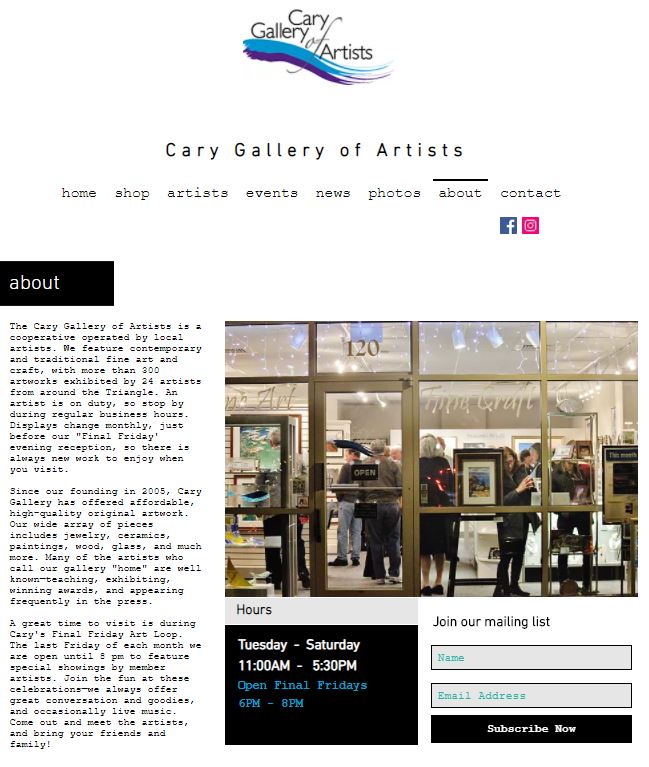 Cary
Gallery of
Artists
Cary Gallery of Artists
home shop artists events news photos about contact
about
The Cary Gallery of Artists is a
cooperative operated by local
artists. We feature contemporary
and traditional fine art and
craft, with more than 300
artworks exhibited by 24 artists
from around the Triangle. An
artist is on duty, so stop by
during regular business hours.
Displays change monthly, just
before our "Final Friday'
evening reception, so there is
always new work to enjoy when
you visit.
Since our founding in 2005, Cary
Gallery has offered affordable,
high-quality original artwork.
Our wide array of pieces
includes jewelry, ceramics,
paintings, wood, glass, and much
more. Many of the artists who
call our gallery "home" are well
known—teaching, exhibiting,
winning awards, and appearing
frequently in the press.
A great time to visit is during
Cary's Final Friday Art Loop.
The last Friday of each month we
are open until 8 pm to feature
special showings by member
artists. Join the fun at these
celebrations—we always offer
great conversation and goodies,
and occasionally live music.
Come out and meet the artists,
and bring your friends and
family!
120
Fine Art
Fine Craft
OPEN
This month
Hours
Tuesday - Saturday
11:00AM - 5:30PM
Open Final Fridays
6PM - 8PM
Join our mailing list
Name
Email Address
Subscribe Now